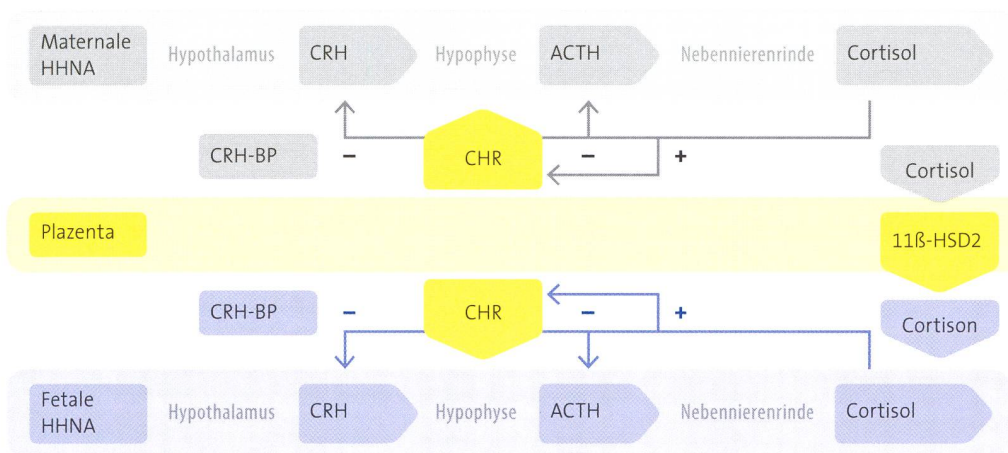 Maternale
HHNA
Hypothalamus
CRH
Hypophyse
ACTH
Nebennierenrinde
Cortisol
CRH-BP
–
CHR
–
+
Cortisol
Plazenta
11ß-HSD2
CRH-BP
–
CHR
–
+
Cortison
Fetale
HHNA
Hypothalamus
CRH
Hypophyse
ACTH
Nebennierenrinde
Cortisol